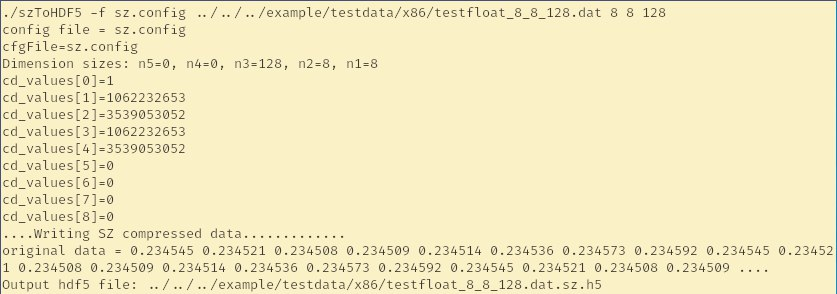 ./szToHDF5 -f sz.config ../../../example/testdata/x86/testfloat_8_8_128.dat 8 8 128
config file = sz.config
cfgFile=sz.config
Dimension sizes: n5=0, n4=0, n3=128, n2=8, n1=8
cd_values[0]=1
cd_values[1]=1062232653
cd_values[2]=3539053052
cd_values[3]=1062232653
cd_values[4]=3539053052
cd_values[5]=0
cd_values[6]=0
cd_values[7]=0
cd_values[8]=0
....Writing SZ compressed data.............
original data = 0.234545 0.234521 0.234508 0.234509 0.234514 0.234536 0.234573 0.234592 0.234545 0.23452
1 0.234508 0.234509 0.234514 0.234536 0.234573 0.234592 0.234545 0.234521 0.234508 0.234509 ....
Output hdf5 file: ../../../example/testdata/x86/testfloat_8_8_128.dat.sz.h5